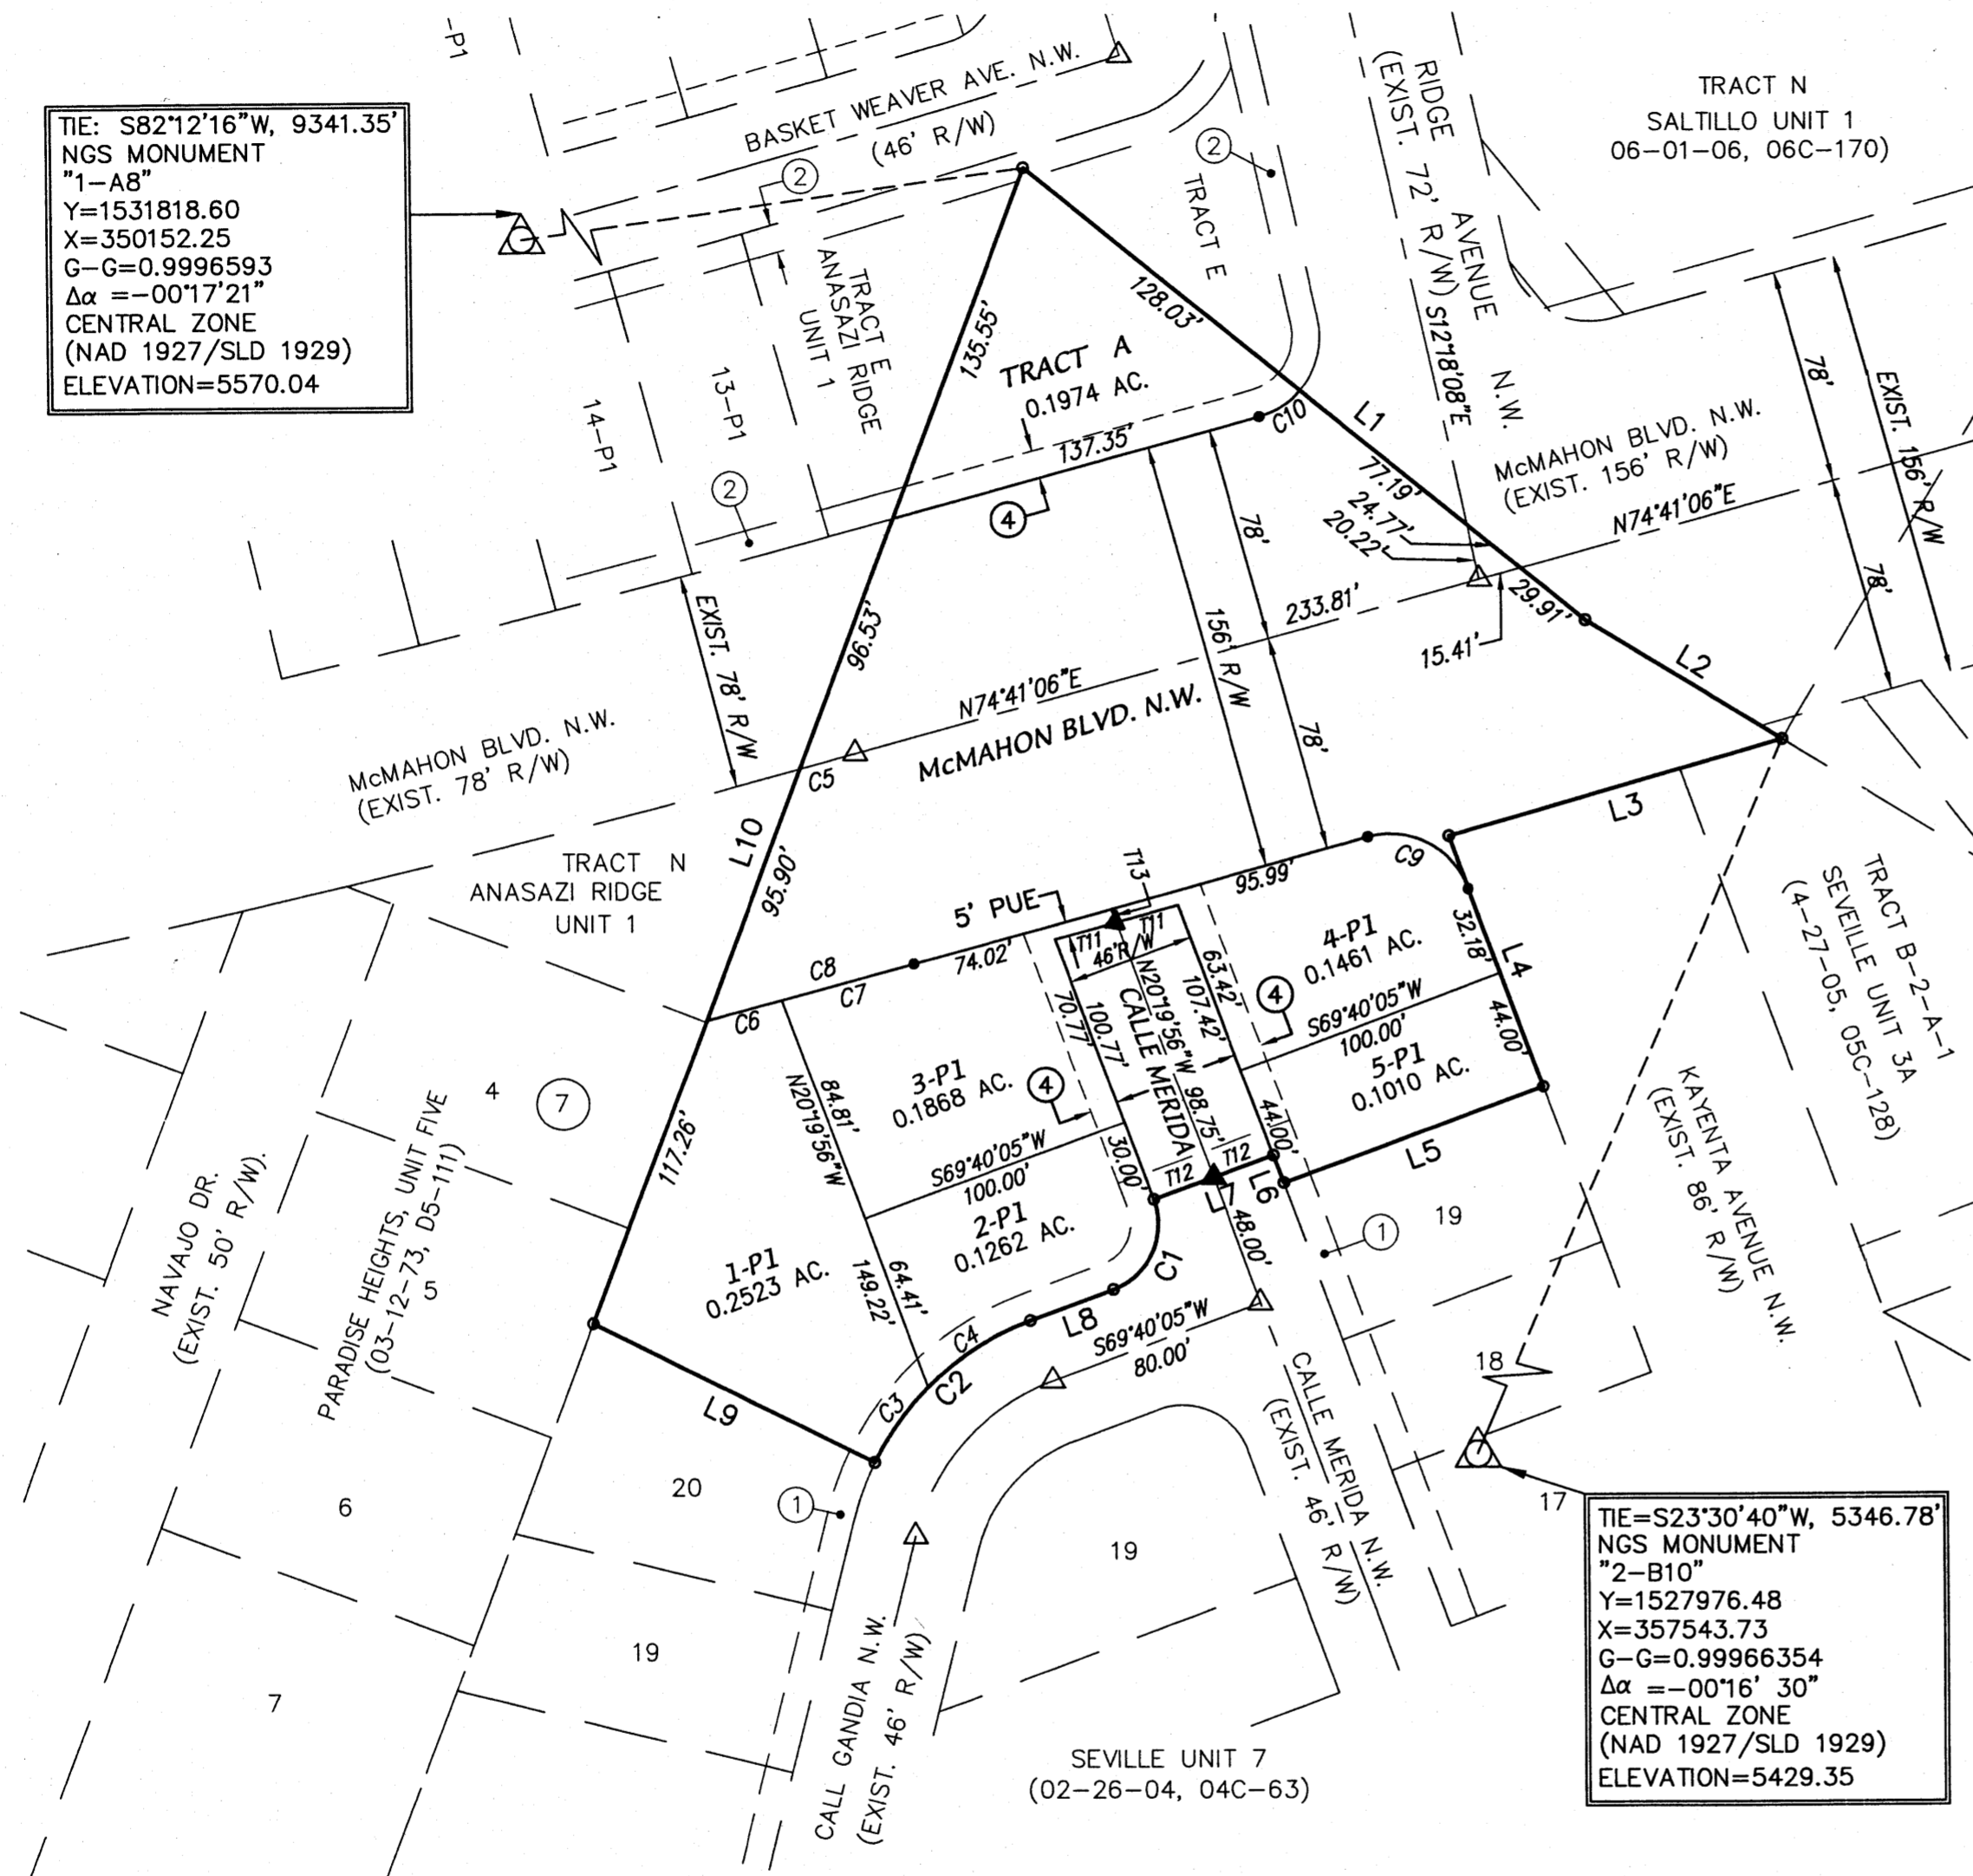 -P1
BASKET WEAVER AVE. N.W.
(46' R/W)
RIDGE AVENUE N.W.
(EXIST. 72' R/W)
S12°18'08"E
TRACT N
SALTILLO UNIT 1
06-01-06, 06C-170)
TIE: S82°12'16"W, 9341.35'
NGS MONUMENT
"1-A8"
Y=1531818.60
X=350152.25
G-G=0.9996593
Δα =-00°17'21"
CENTRAL ZONE
(NAD 1927/SLD 1929)
ELEVATION=5570.04
2
2
TRACT E
TRACT E
ANASAZI RIDGE
UNIT 1
13-P1
14-P1
2
135.55'
128.03'
TRACT A
0.1974 AC.
137.35'
C10
L1
77.19'
24.77'
20.22'
4
McMAHON BLVD. N.W.
(EXIST. 156' R/W)
N74°41'06"E
78'
EXIST. 156' R/W
78'
78'
156' R/W
233.81'
29.91'
15.41'
L2
EXIST. 78' R/W
96.53'
N74°41'06"E
McMAHON BLVD. N.W.
78'
C5
McMAHON BLVD. N.W.
(EXIST. 78' R/W)
L10
95.90'
TRACT N
ANASAZI RIDGE
UNIT 1
5' PUE
T13
95.99'
C9
L3
C8
C7
74.02'
C6
T11
T11
46' R/W
63.42'
107.42'
N20°19'56"W 98.75'
CALLE MERIDA
70.77'
100.77'
4-P1
0.1461 AC.
4
S69°40'05"W
100.00'
32.18'
L4
44.00'
5-P1
0.1010 AC.
44.00'
TRACT B-2-A-1
SEVEILLE UNIT 3A
(4-27-05, 05C-128)
KAYENTA AVENUE N.W.
(EXIST. 86' R/W)
4
7
3-P1
0.1868 AC.
4
84.81'
N20°19'56"W
S69°40'05"W
100.00'
30.00'
T12
T12
L7
L6
L5
117.26'
NAVAJO DR.
(EXIST. 50' R/W).
PARADISE HEIGHTS, UNIT FIVE
(03-12-73, D5-111)
5
2-P1
0.1262 AC.
1-P1
0.2523 AC.
64.41'
149.22'
C1
48.00'
1
19
L8
S69°40'05"W
80.00'
C4
C2
C3
L9
18
CALLE MERIDA N.W.
(EXIST. 46' R/W)
17
6
20
1
19
19
7
CALL GANDIA N.W.
(EXIST. 46' R/W)
SEVILLE UNIT 7
(02-26-04, 04C-63)
TIE=S23°30'40"W, 5346.78'
NGS MONUMENT
"2-B10"
Y=1527976.48
X=357543.73
G-G=0.99966354
Δα =-00°16' 30"
CENTRAL ZONE
(NAD 1927/SLD 1929)
ELEVATION=5429.35